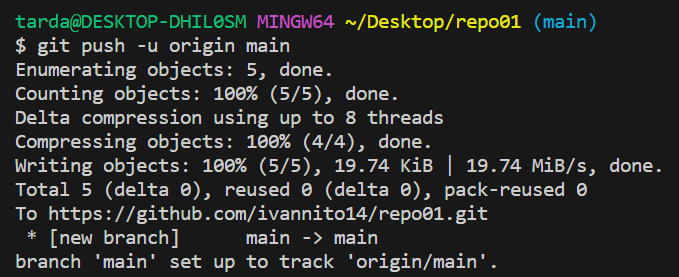 tarda@DESKTOP-DHIL0SM MINGW64 ~/Desktop/repo01 (main)
$ git push -u origin main
Enumerating objects: 5, done.
Counting objects: 100% (5/5), done.
Delta compression using up to 8 threads
Compressing objects: 100% (4/4), done.
Writing objects: 100% (5/5), 19.74 KiB | 19.74 MiB/s, done.
Total 5 (delta 0), reused 0 (delta 0), pack-reused 0
To https://github.com/ivannito14/repo01.git
 * [new branch]      main -> main
branch 'main' set up to track 'origin/main'.